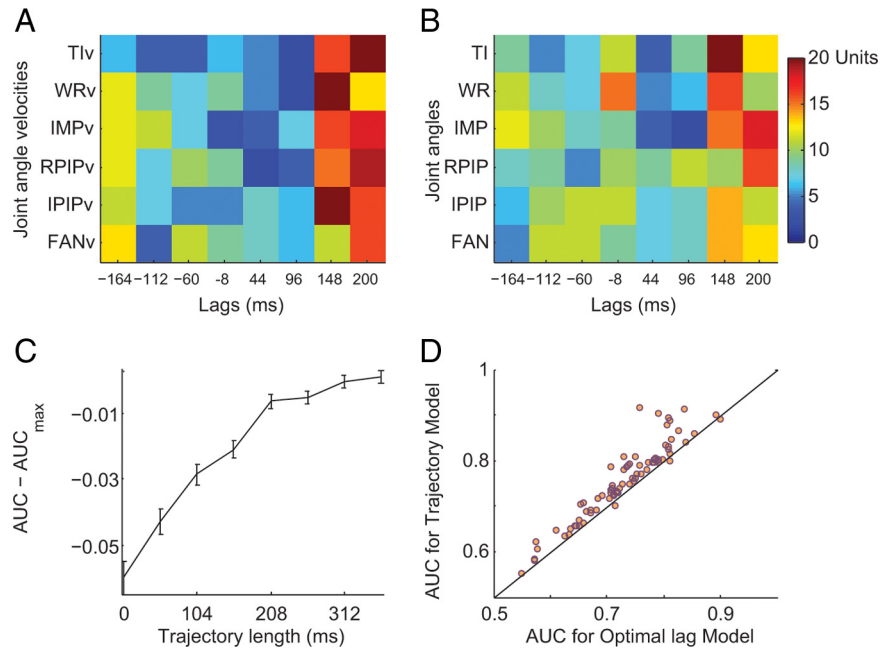 A
B
Joint angle velocities
TIv
WRv
IMPv
RPIPv
IPIPv
FANv
−164 −112 −60 -8 44 96 148 200
Lags (ms)
Joint angles
TI
WR
IMP
RPIP
IPIP
FAN
−164 −112 −60 -8 44 96 148 200
Lags (ms)
20 Units
15
10
5
0
C
AUC − AUCmax
−0.01
−0.03
−0.05
0 104 208 312
Trajectory length (ms)
D
AUC for Trajectory Model
1
0.8
0.6
0.5 0.7 0.9
AUC for Optimal lag Model